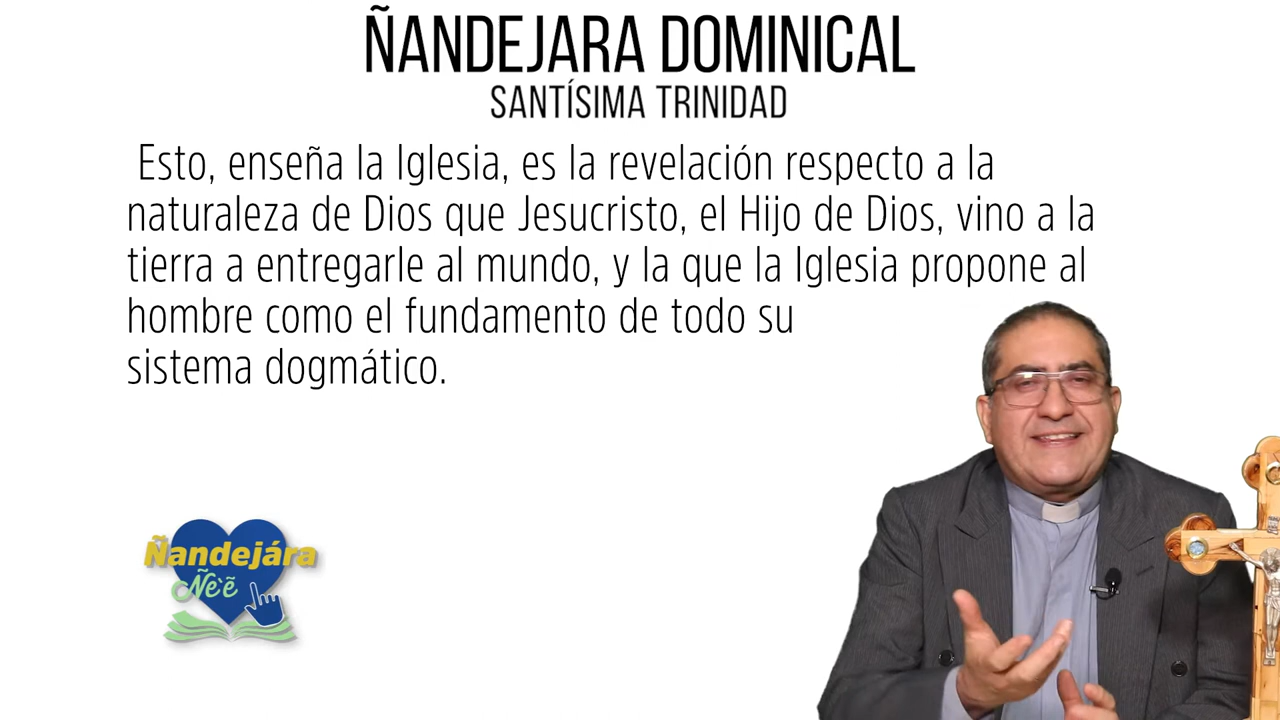 ÑANDEJARA DOMINICAL
SANTÍSIMA TRINIDAD
Esto, enseña la Iglesia, es la revelación respecto a la
naturaleza de Dios que Jesucristo, el Hijo de Dios, vino a la
tierra a entregarle al mundo, y la que la Iglesia propone al
hombre como el fundamento de todo su
sistema dogmático.
Ñandejára
Ñe'ẽ